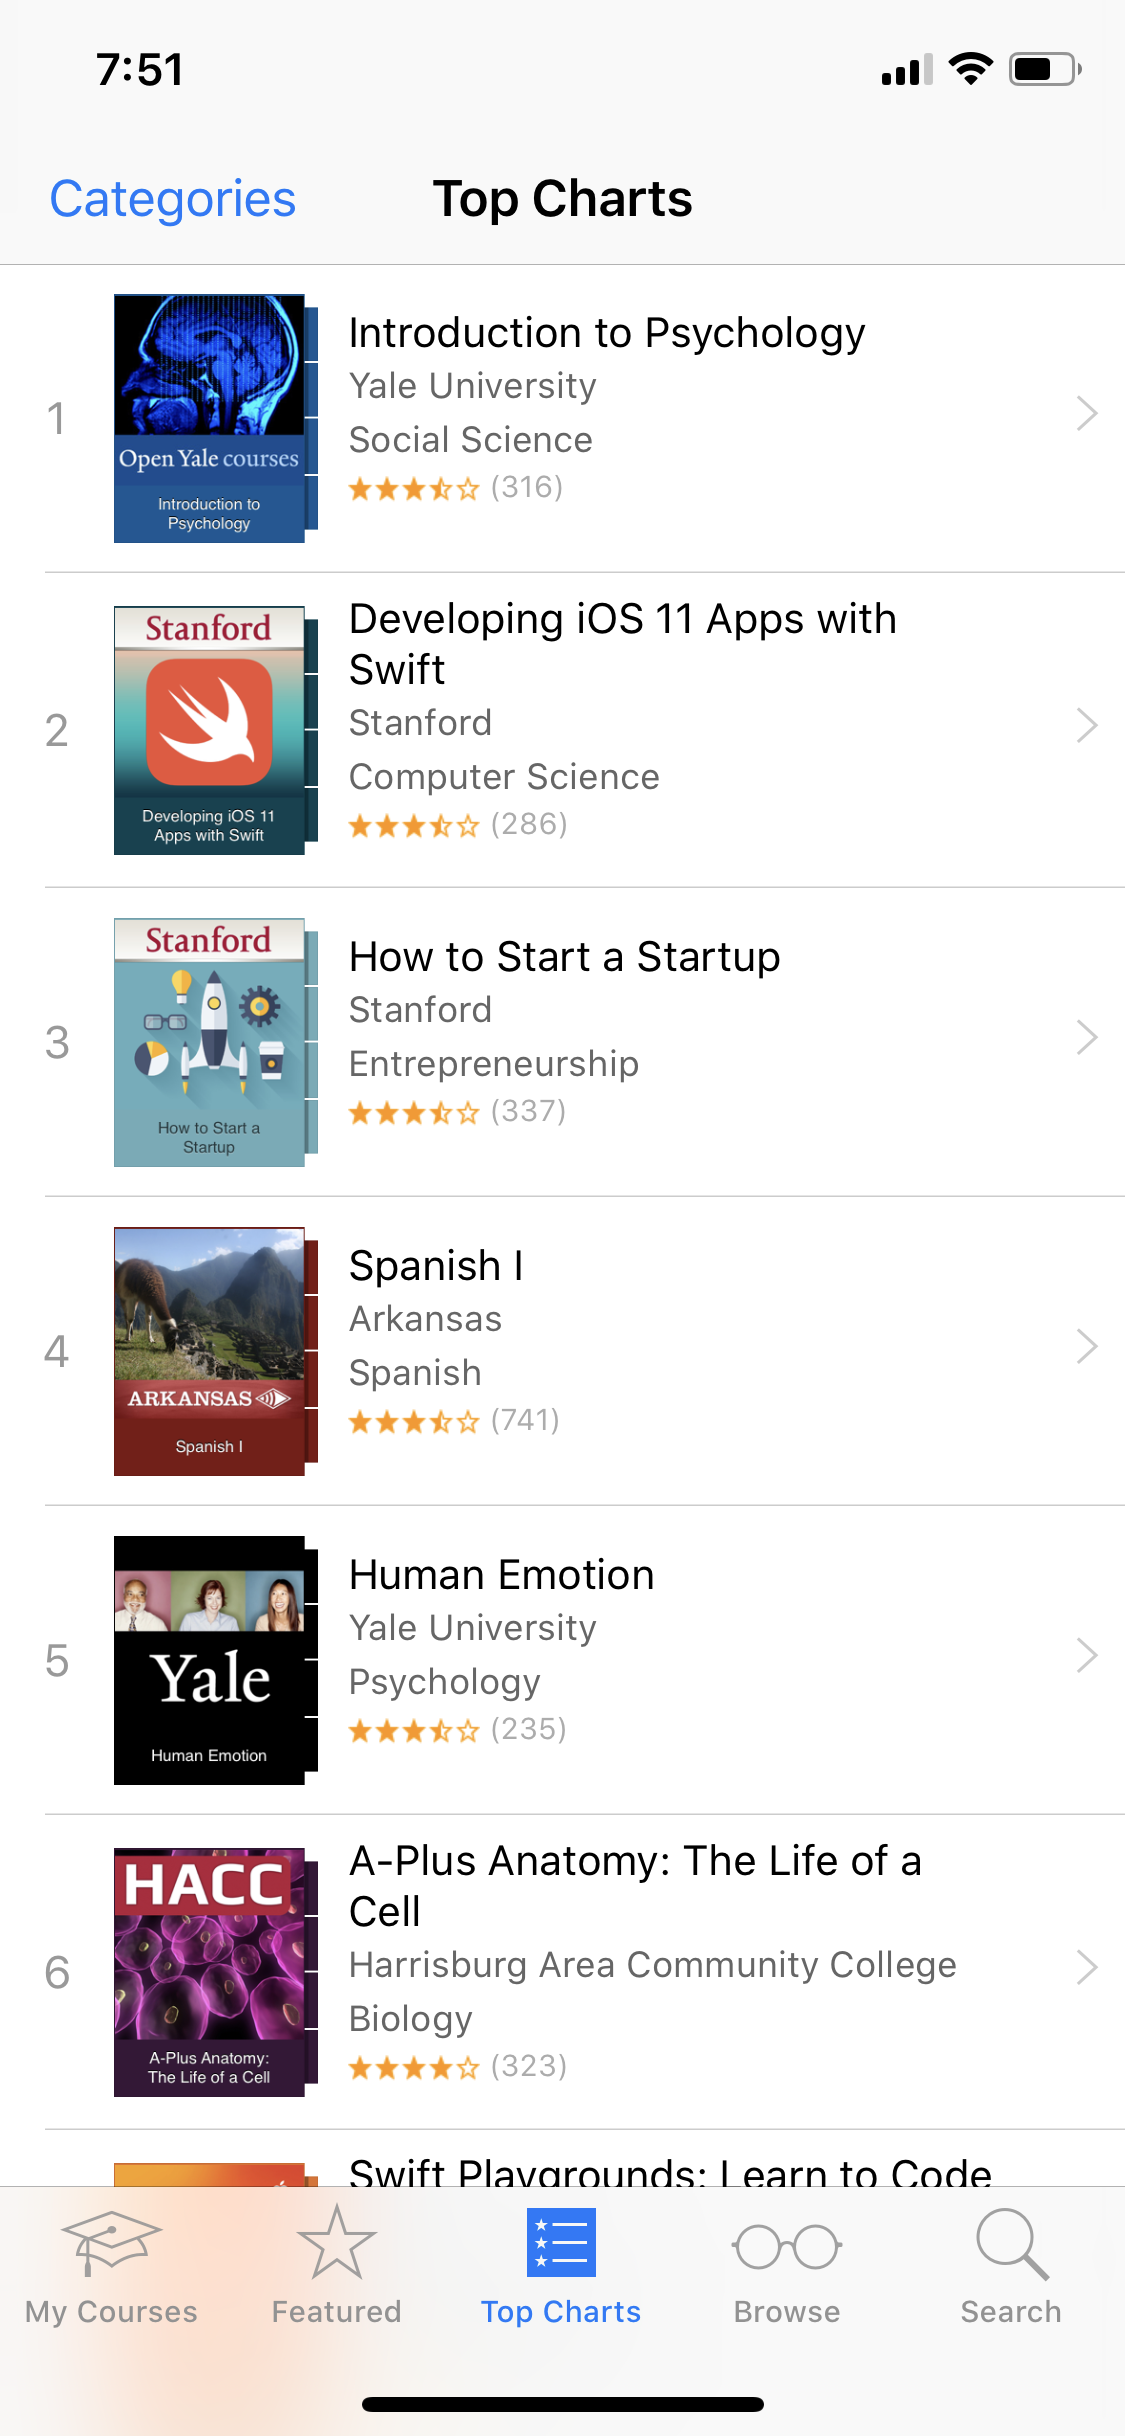 7:51
Categories
Top Charts
1
Open Yale courses
Introduction to
Psychology
Introduction to Psychology
Yale University
Social Science
(316)
2
Stanford
Developing iOS 11
Apps with Swift
Developing iOS 11 Apps with
Swift
Stanford
Computer Science
(286)
3
Stanford
How to Start a
Startup
How to Start a Startup
Stanford
Entrepreneurship
(337)
4
ARKANSAS
Spanish I
Spanish I
Arkansas
Spanish
(741)
5
Yale
Human Emotion
Human Emotion
Yale University
Psychology
(235)
6
HACC
A-Plus Anatomy:
The Life of a Cell
A-Plus Anatomy: The Life of a
Cell
Harrisburg Area Community College
Biology
(323)
Swift Playgrounds: Learn to Code
My Courses
Featured
Top Charts
Browse
Search